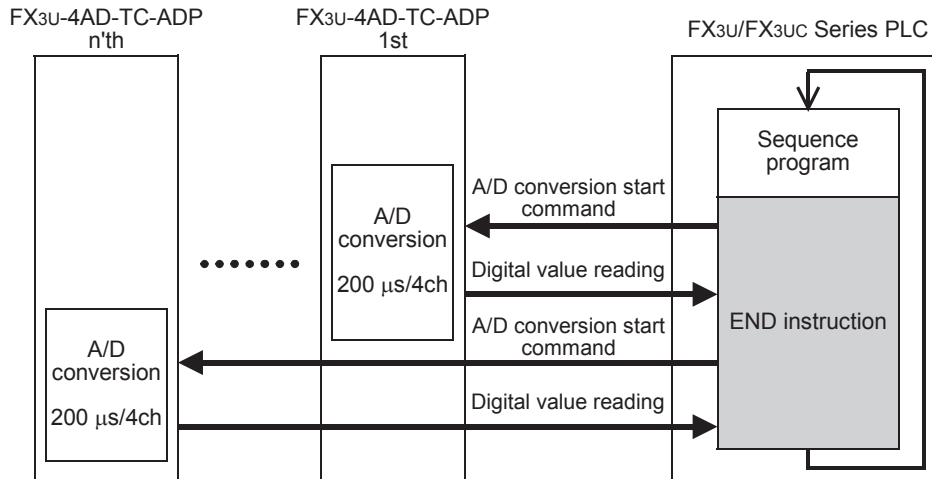 FX3U-4AD-TC-ADP
n'th
FX3U-4AD-TC-ADP
1st
FX3U/FX3UC Series PLC
Sequence
program
A/D conversion start
command
A/D
conversion
200 μs/4ch
Digital value reading
END instruction
A/D conversion start
command
A/D
conversion
200 μs/4ch
Digital value reading